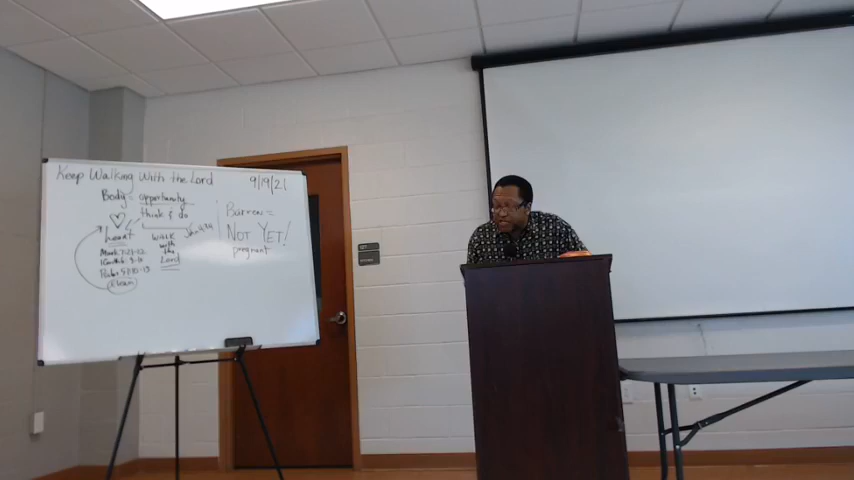 Keep Walking With the Lord 9/19/21
Body = opportunity
think & do
heart
WALK
with
the
Lord
Mark 7:21-
Psalm 51:10-13
Barren =
NOT YET!
pregnant